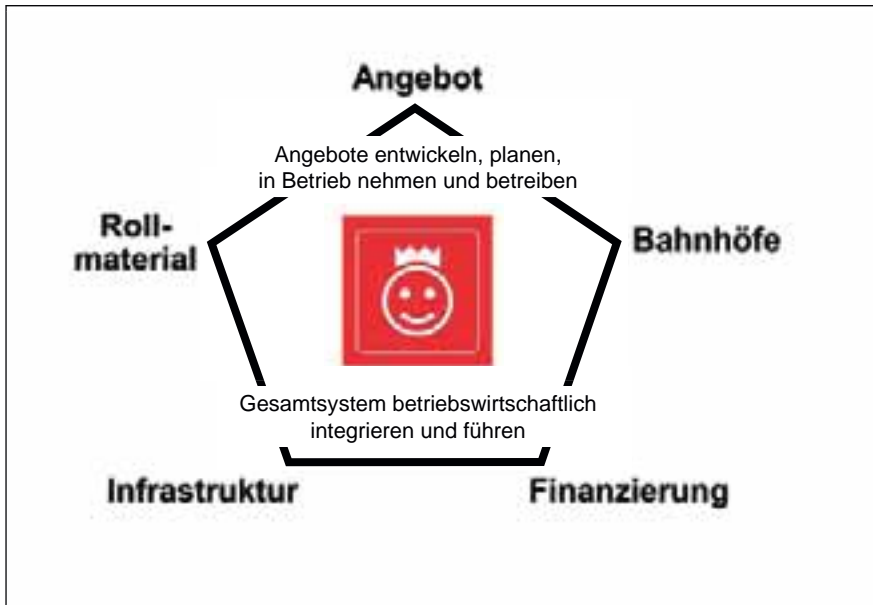 Angebot
Angebote entwickeln, planen,
in Betrieb nehmen und betreiben
Roll-
material
Bahnhöfe
Gesamtsystem betriebswirtschaftlich
integrieren und führen
Infrastruktur
Finanzierung